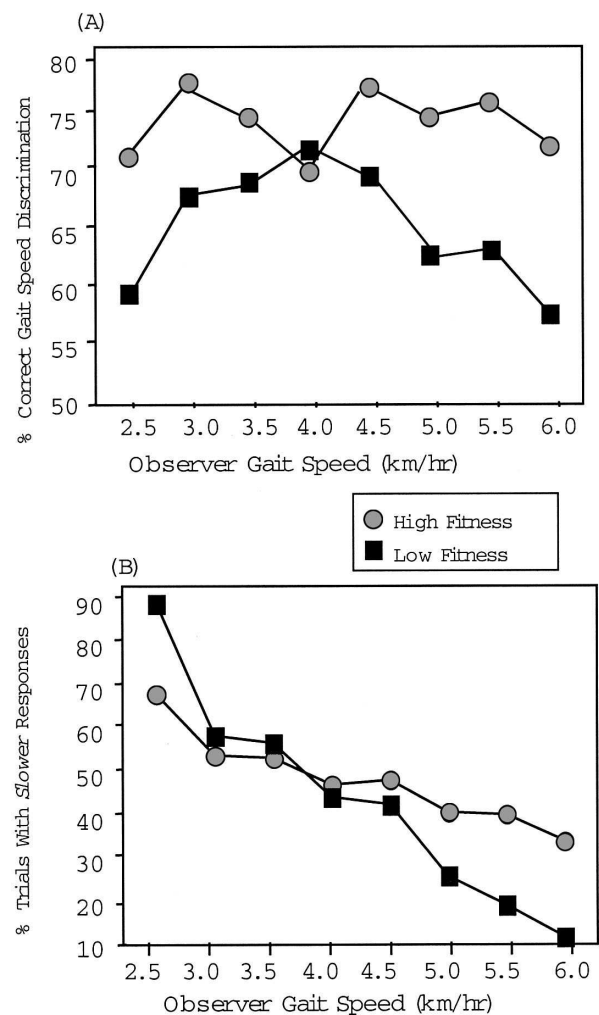 (A)
% Correct Gait Speed Discrimination
80
75
70
65
60
55
50
2.5 3.0 3.5 4.0 4.5 5.0 5.5 6.0
Observer Gait Speed (km/hr)
High Fitness
Low Fitness
(B)
% Trials With Slower Responses
90
80
70
60
50
40
30
20
10
2.5 3.0 3.5 4.0 4.5 5.0 5.5 6.0
Observer Gait Speed (km/hr)